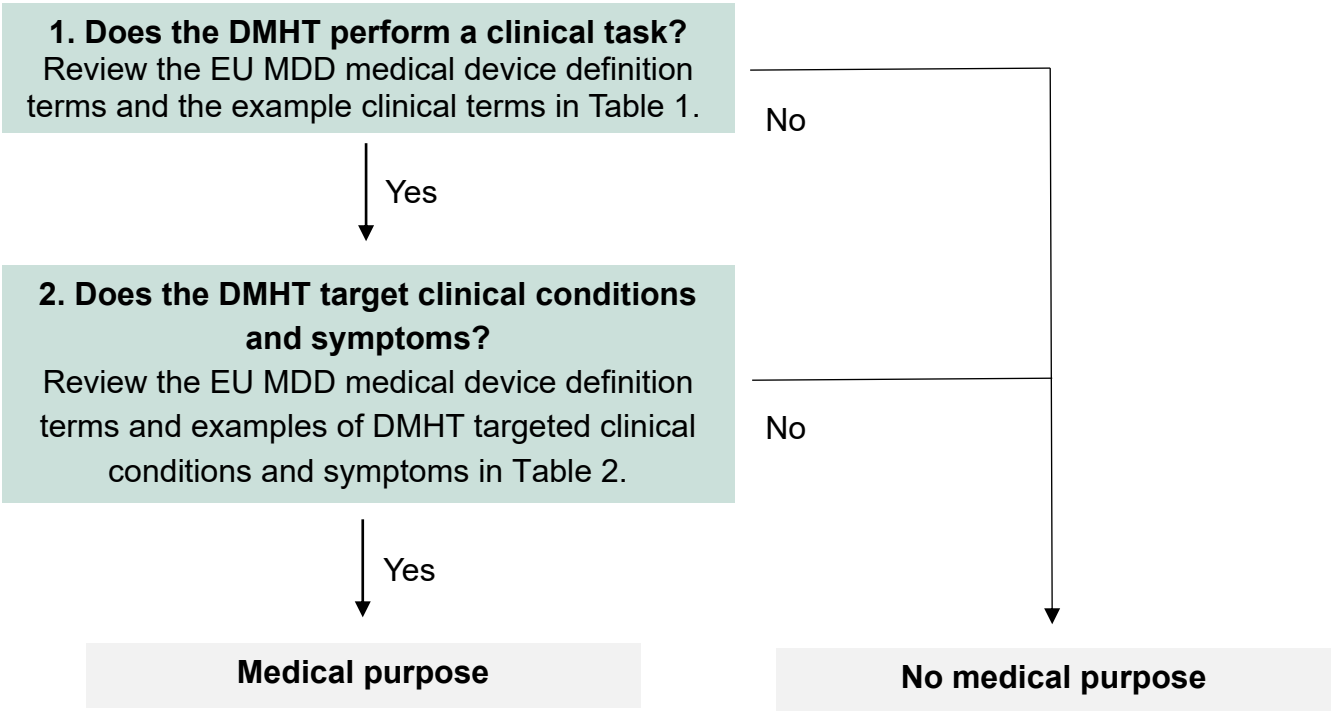 1. Does the DMHT perform a clinical task?
Review the EU MDD medical device definition
terms and the example clinical terms in Table 1.
No
Yes
2. Does the DMHT target clinical conditions
and symptoms?
Review the EU MDD medical device definition
terms and examples of DMHT targeted clinical
conditions and symptoms in Table 2.
No
Yes
Medical purpose
No medical purpose